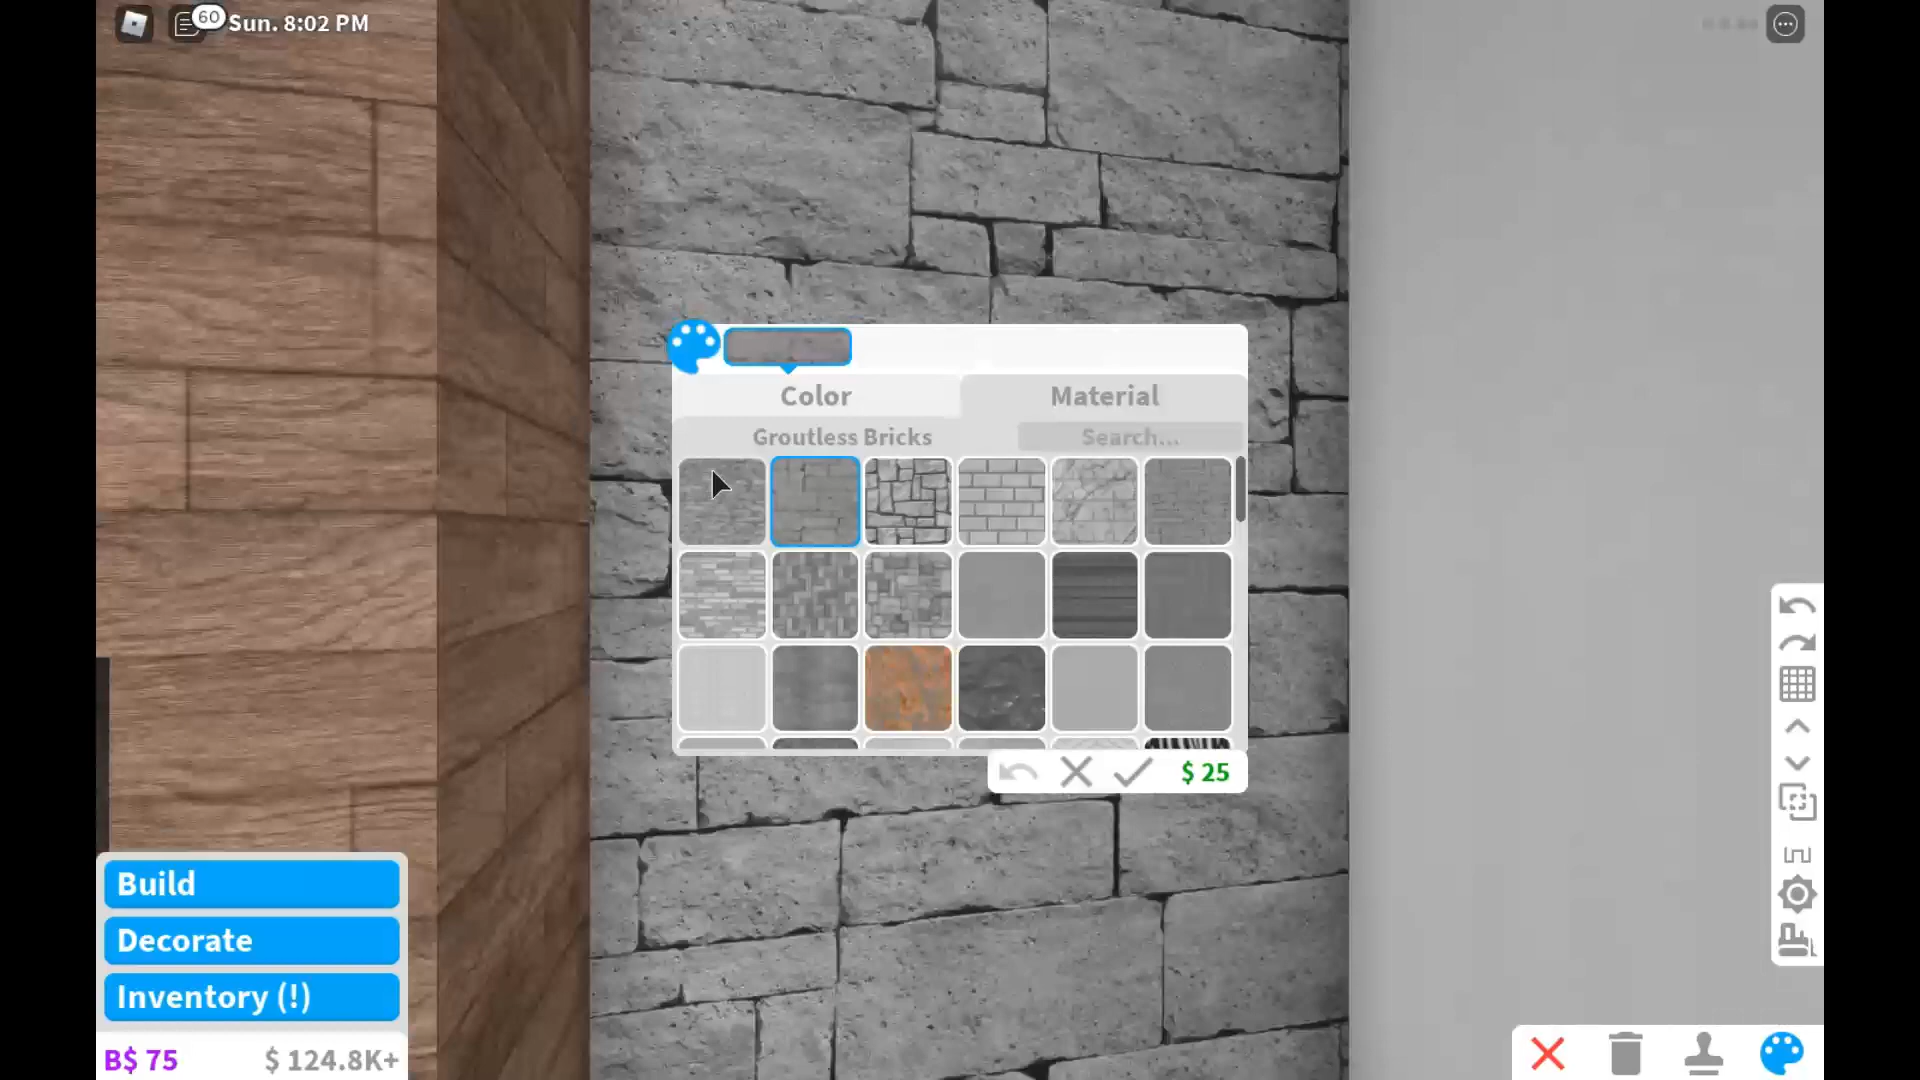 60
Sun. 8:02 PM
Color
Material
Groutless Bricks
Search...
$ 25
Build
Decorate
Inventory (!)
B$ 75
$ 124.8K+